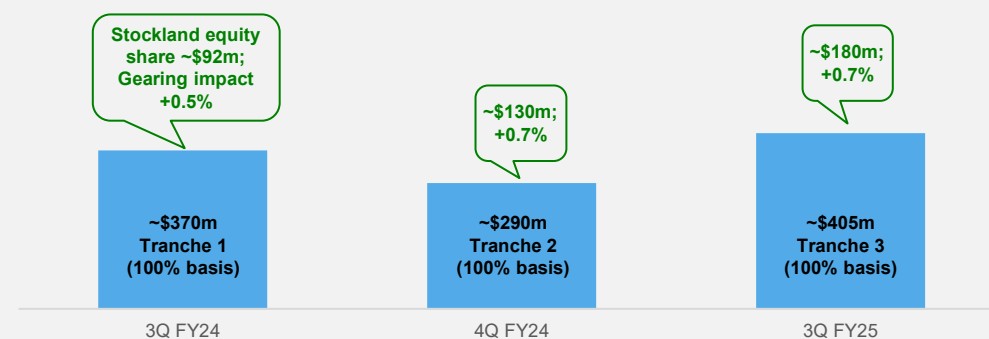 Stockland equity
share ~$92m;
Gearing impact
+0.5%
~$130m;
+0.7%
~$180m;
+0.7%
~$370m
Tranche 1
(100% basis)
~$290m
Tranche 2
(100% basis)
~$405m
Tranche 3
(100% basis)
3Q FY24
4Q FY24
3Q FY25